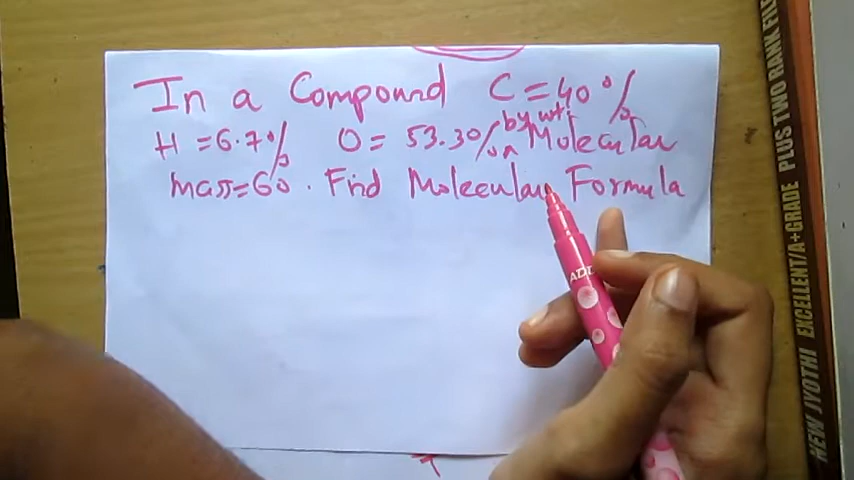 In a Compound C = 40 %
H = 6.7% O = 53.30% by wt. Molecular
mass=60. Find Molecular Formula
ADD
NEW JYOTHI EXCELLENT/A+GRADE PLUS TWO RANK FILE